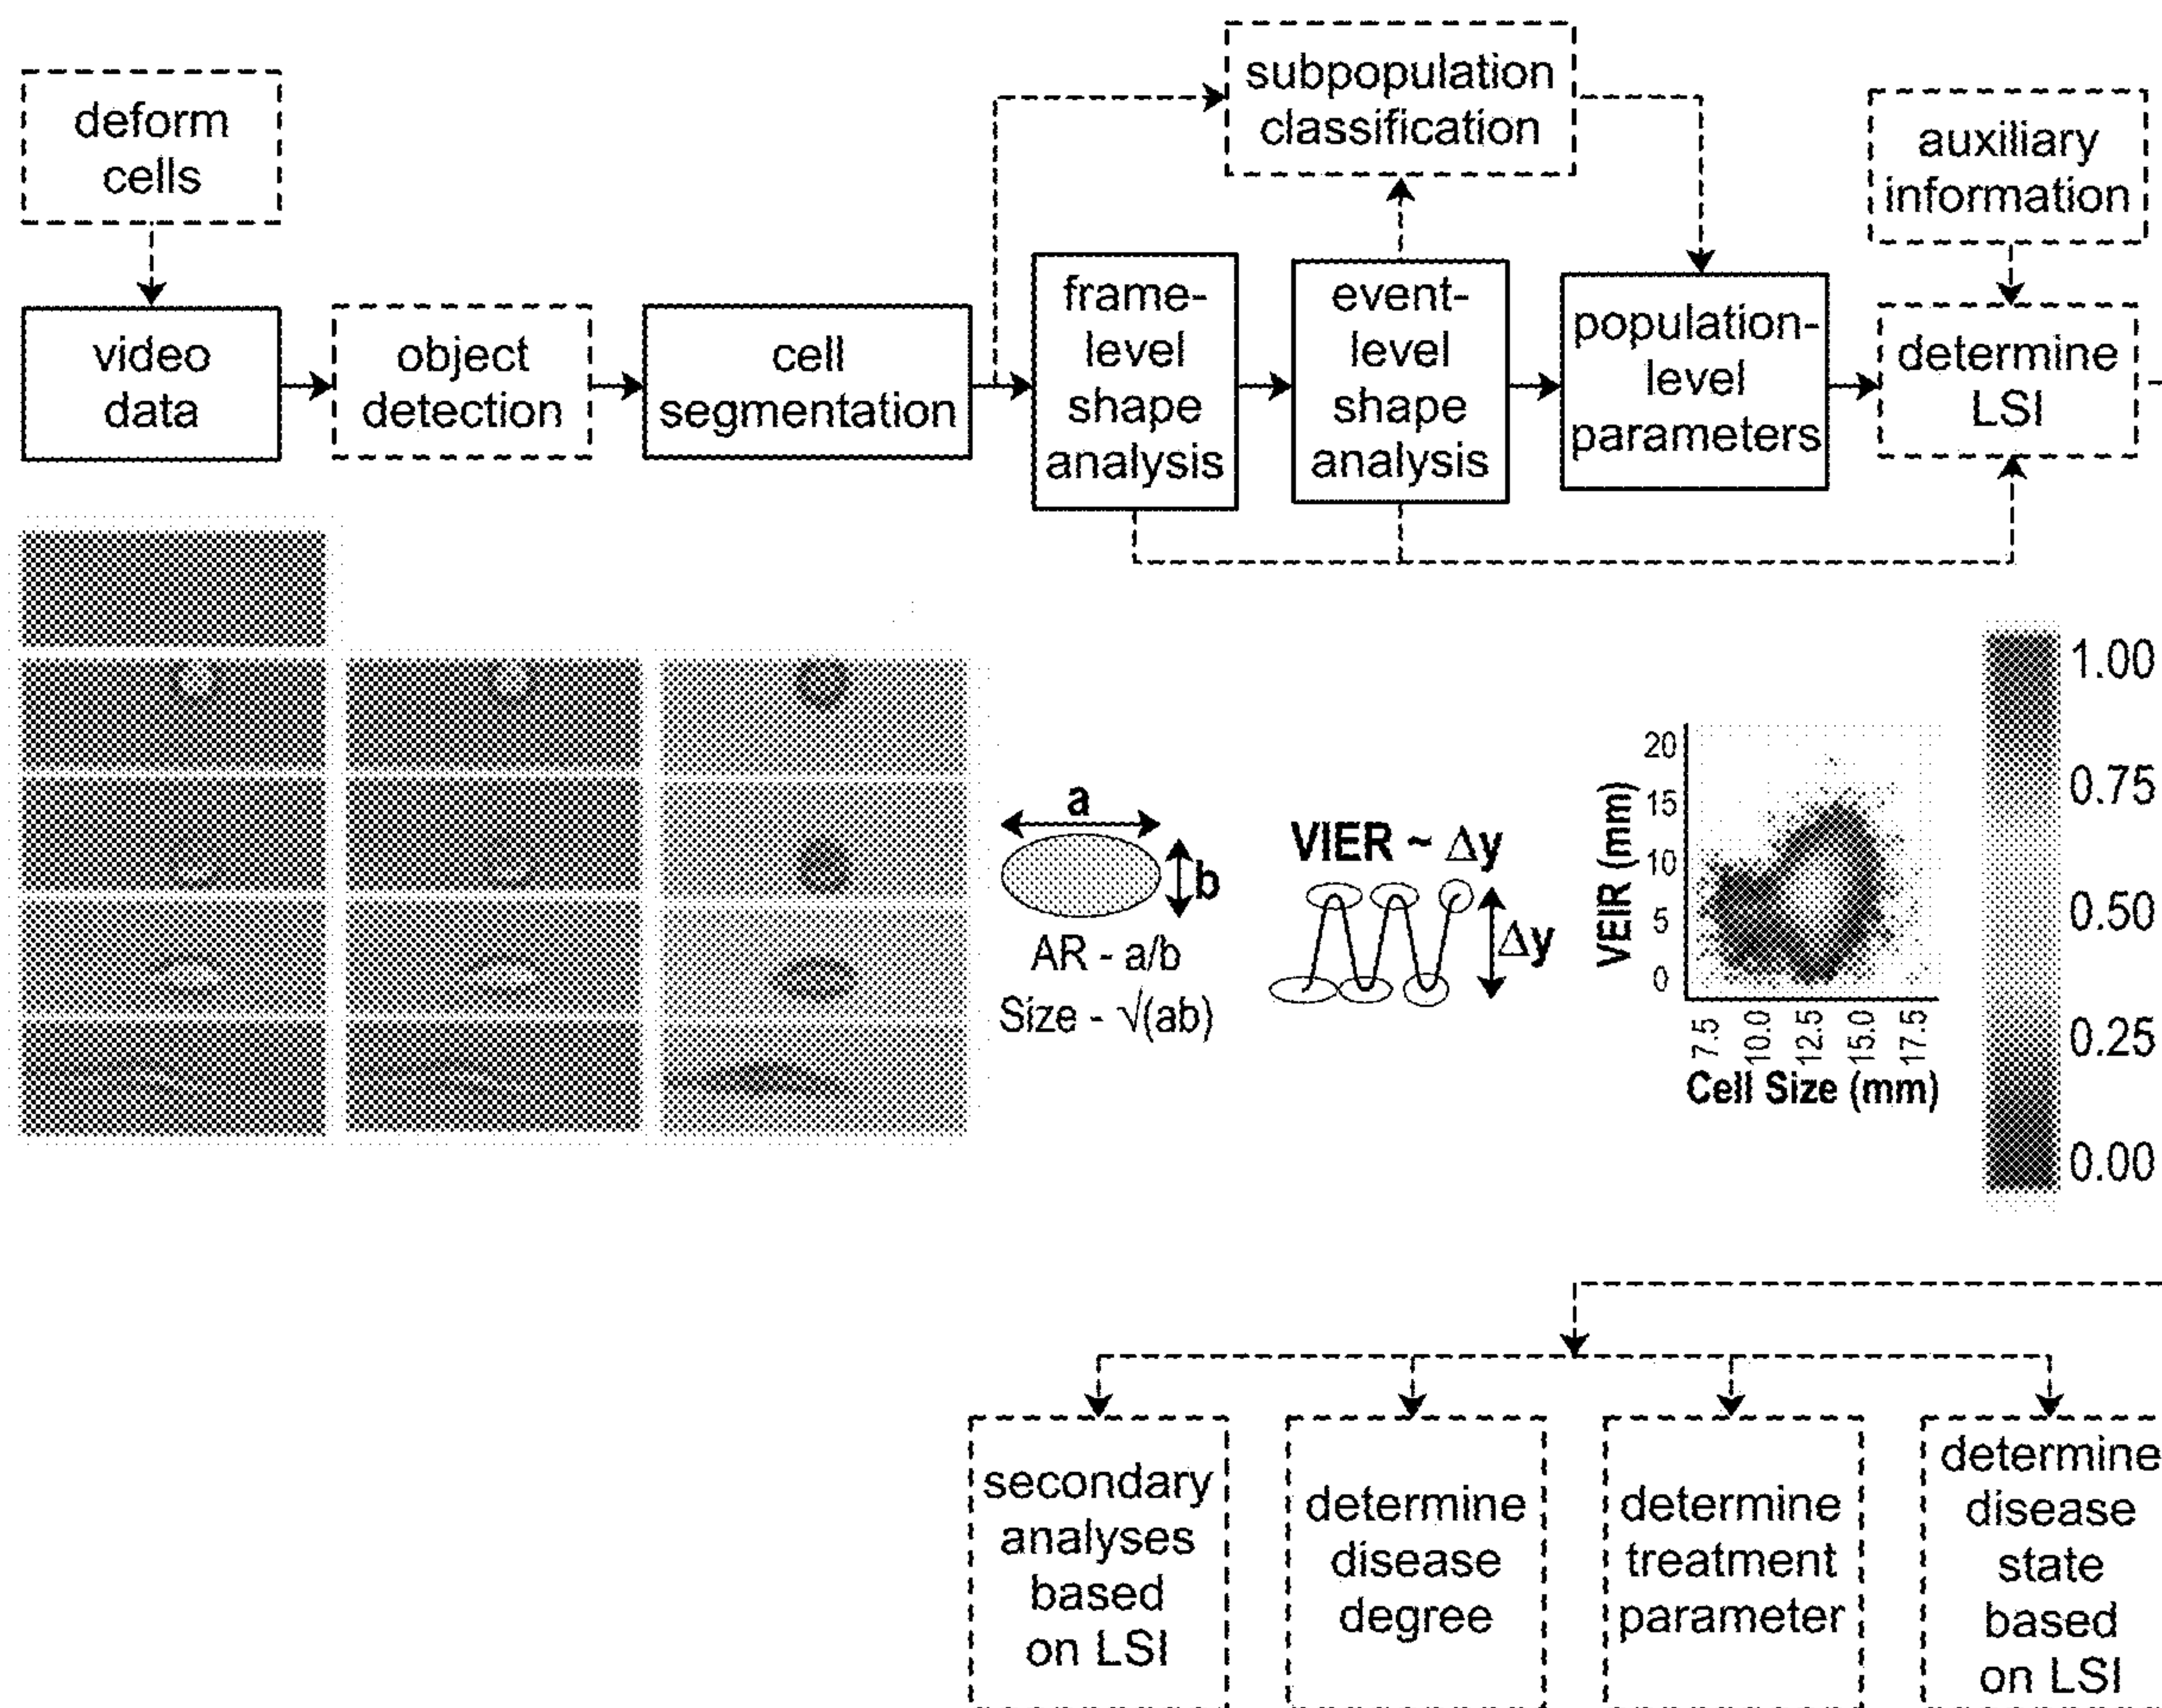 deform
cells
subpopulation
classification
auxiliary
information
video
data
object
detection
cell
segmentation
frame-
level
shape
analysis
event-
level
shape
analysis
population-
level
parameters
determine
LSI
a
b
AR - a/b
Size - √(ab)
VIER ~ Δy
Δy
VEIR (mm)
20
15
10
5
0
7.5
10.0
12.5
15.0
17.5
Cell Size (mm)
1.00
0.75
0.50
0.25
0.00
secondary
analyses
based
on LSI
determine
disease
degree
determine
treatment
parameter
determine
disease
state
based
on LSI